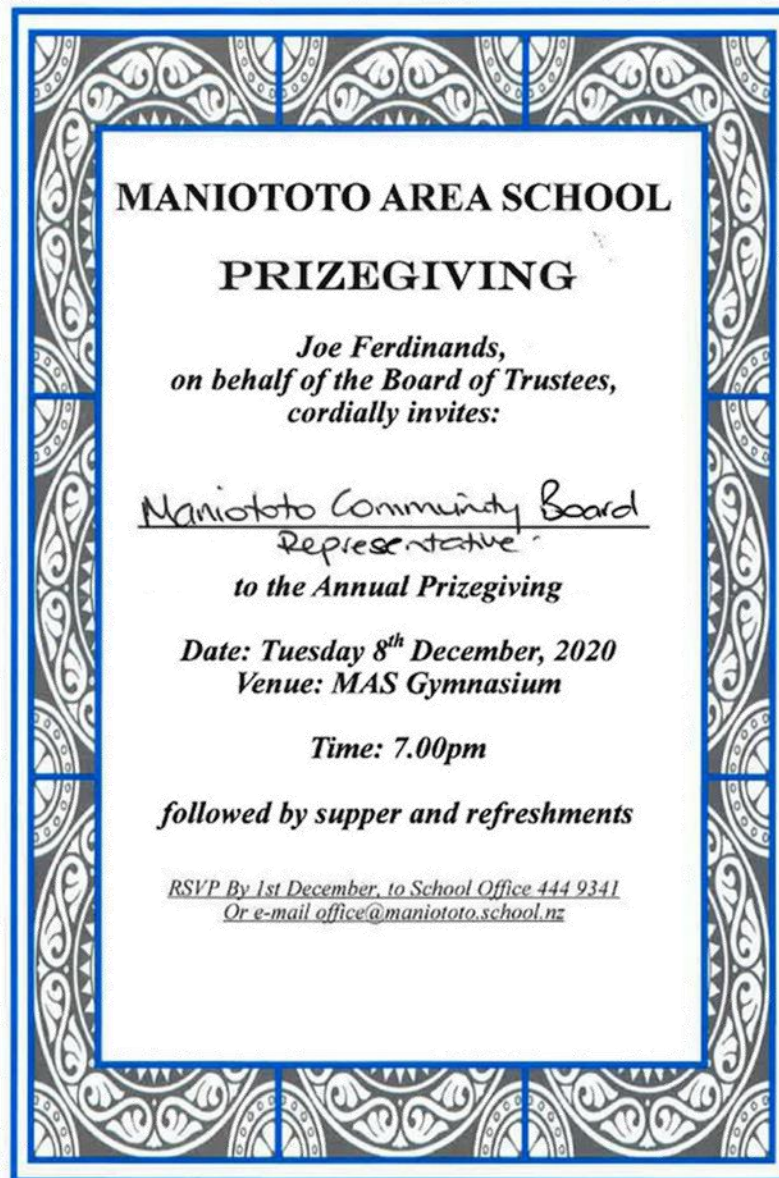 MANIOTOTO AREA SCHOOL
PRIZEGIVING
Joe Ferdinands,
on behalf of the Board of Trustees,
cordially invites:
Maniototo Community Board
Representative
to the Annual Prizegiving
Date: Tuesday 8th December, 2020
Venue: MAS Gymnasium
Time: 7.00pm
followed by supper and refreshments
RSVP By 1st December, to School Office 444 9341
Or e-mail office@maniototo.school.nz